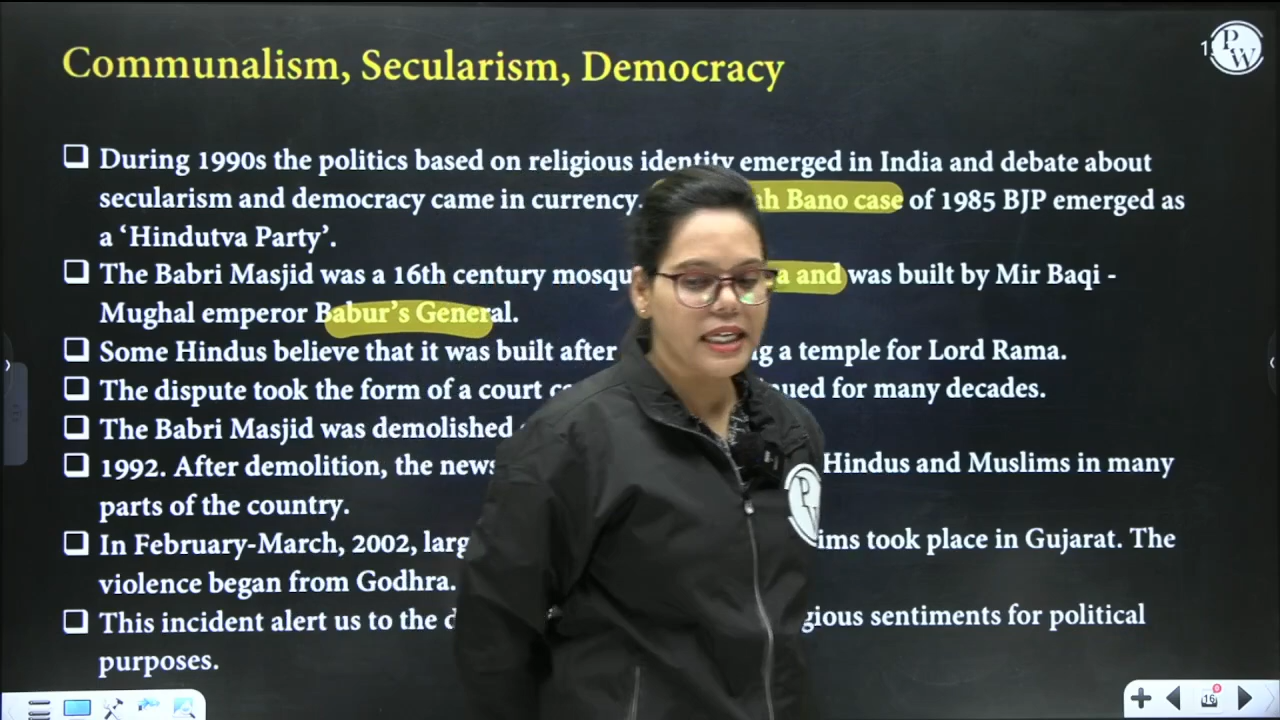 Communalism, Secularism, Democracy
PW
During 1990s the politics based on religious identity emerged in India and debate about
secularism and democracy came in currency. Bano case of 1985 BJP emerged as
a ‘Hindutva Party’.
The Babri Masjid was a 16th century and was built by Mir Baqi -
Mughal emperor Babur’s General.
Some Hindus believe that it was built after a temple for Lord Rama.
The dispute took the form of a court for many decades.
The Babri Masjid was demolished
1992. After demolition, the news Hindus and Muslims in many
parts of the country.
In February-March, 2002, took place in Gujarat. The
violence began from Godhra.
This incident alert us to the sentiments for political
purposes.
PW
16